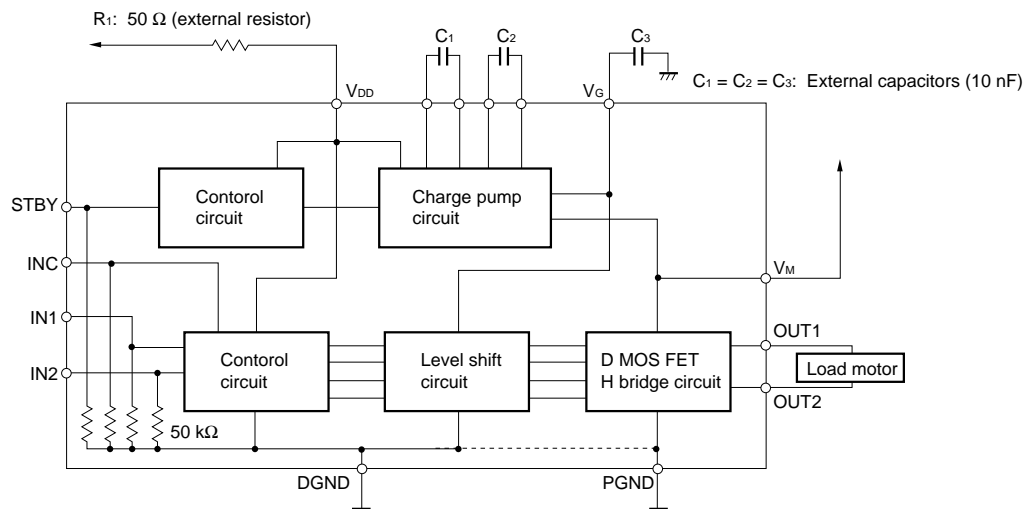 R1: 50 Ω (external resistor)
C1
C2
C3
C1 = C2 = C3: External capacitors (10 nF)
VDD
VG
STBY
Contorol
circuit
Charge pump
circuit
INC
VM
IN1
OUT1
Contorol
circuit
Level shift
circuit
D MOS FET
H bridge circuit
Load motor
IN2
OUT2
50 kΩ
DGND
PGND